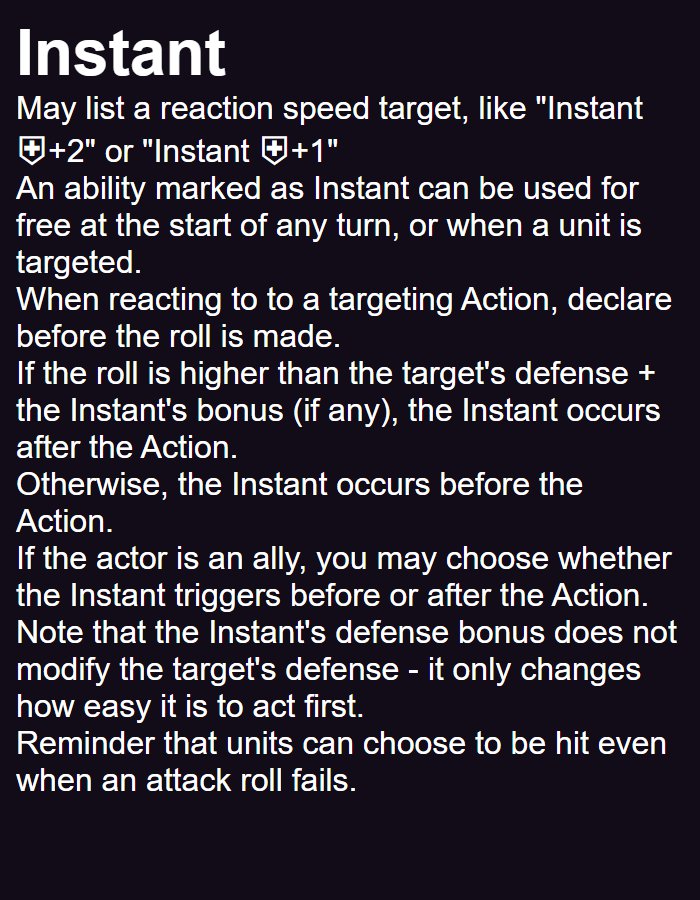 Instant
May list a reaction speed target, like "Instant
⛨+2" or "Instant ⛨+1"
An ability marked as Instant can be used for
free at the start of any turn, or when a unit is
targeted.
When reacting to to a targeting Action, declare
before the roll is made.
If the roll is higher than the target's defense +
the Instant's bonus (if any), the Instant occurs
after the Action.
Otherwise, the Instant occurs before the
Action.
If the actor is an ally, you may choose whether
the Instant triggers before or after the Action.
Note that the Instant's defense bonus does not
modify the target's defense - it only changes
how easy it is to act first.
Reminder that units can choose to be hit even
when an attack roll fails.